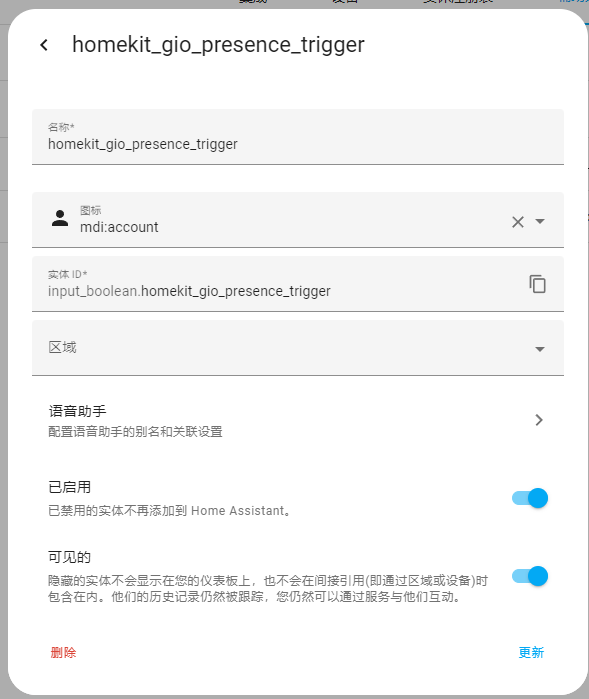 homekit_gio_presence_trigger
名称*
homekit_gio_presence_trigger
图标
mdi:account
实体 ID*
input_boolean.homekit_gio_presence_trigger
区域
语音助手
配置语音助手的别名和关联设置
已启用
已禁用的实体不再添加到 Home Assistant。
可见的
隐藏的实体不会显示在您的仪表板上，也不会在间接引用(即通过区域或设备)时
包含在内。他们的历史记录仍然被跟踪，您仍然可以通过服务与他们互动。
删除
更新